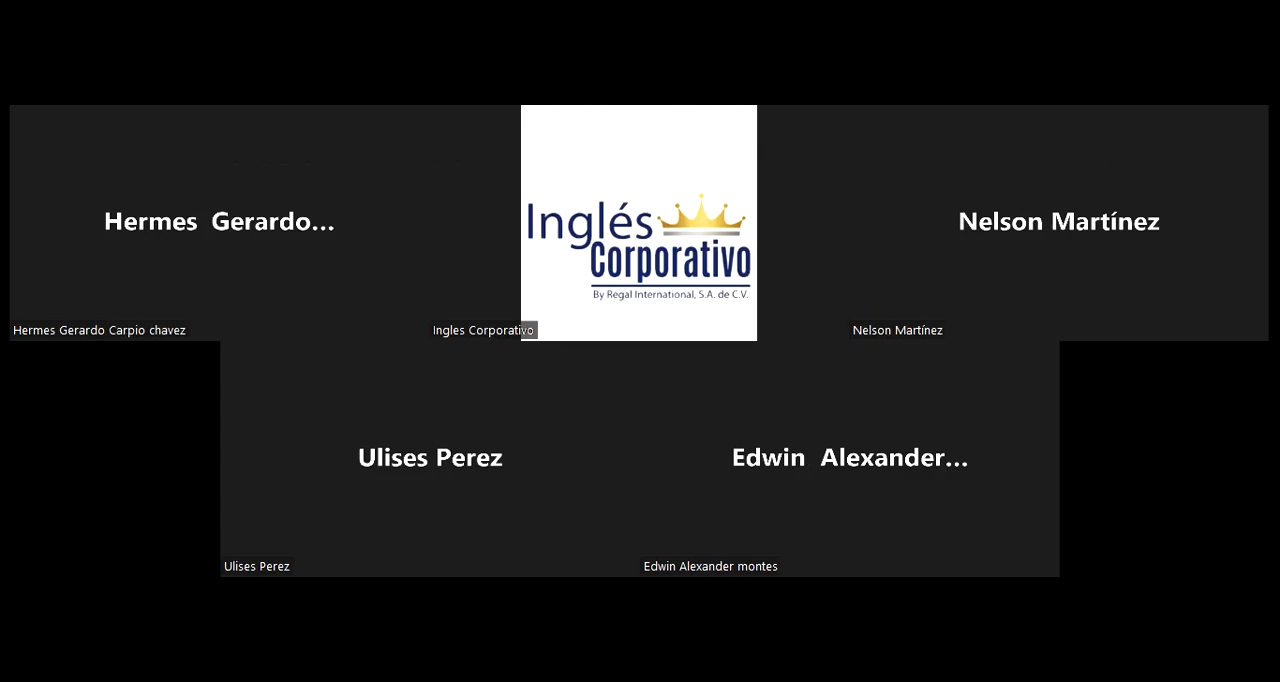 Hermes Gerardo...
Inglés
Corporativo
By Regal International, S.A. de C.V.
Nelson Martínez
Hermes Gerardo Carpio chavez
Ingles Corporativo
Nelson Martínez
Ulises Perez
Edwin Alexander...
Ulises Perez
Edwin Alexander montes